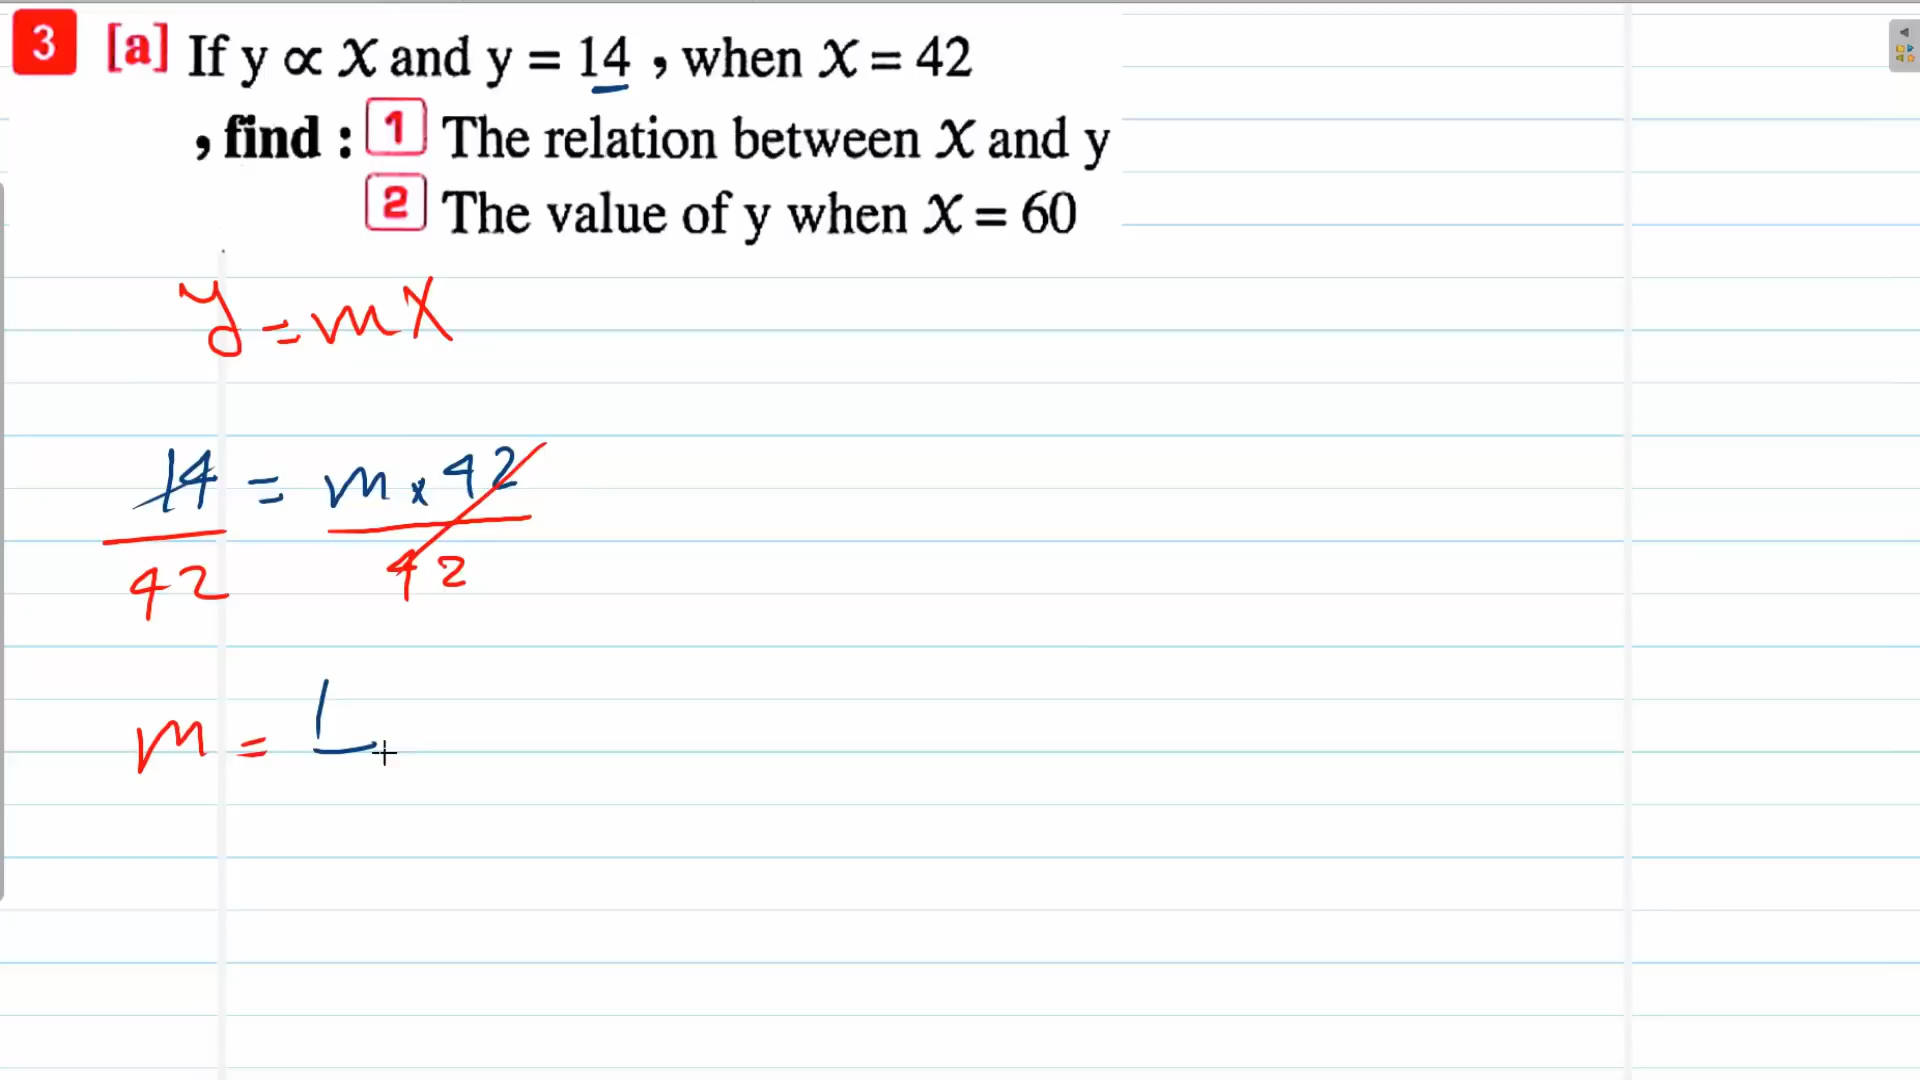 3 [a] If y ∝ X and y = 14 , when X = 42
, find : 1 The relation between X and y
2 The value of y when X = 60
y = mX
14 = m x 42
42 42
m = 1